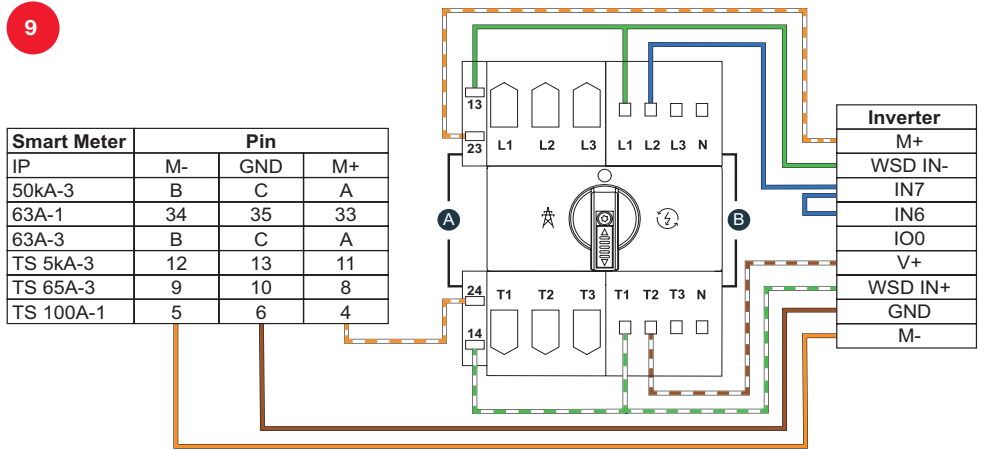 9
Smart Meter Pin
IP M- GND M+
50kA-3 B C A
63A-1 34 35 33
63A-3 B C A
TS 5kA-3 12 13 11
TS 65A-3 9 10 8
TS 100A-1 5 6 4
13
23 L1 L2 L3 L1 L2 L3 N
A B
24 T1 T2 T3 T1 T2 T3 N
14
Inverter
M+
WSD IN-
IN7
IN6
IO0
V+
WSD IN+
GND
M-